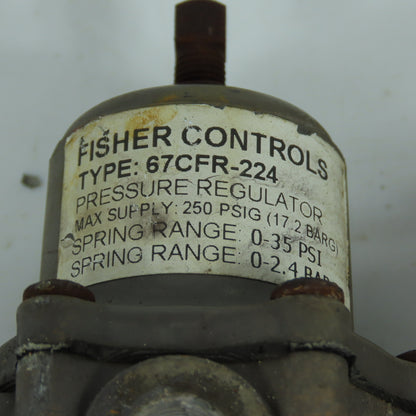 FISHER CONTROLS
TYPE: 67CFR-224
PRESSURE REGULATOR
MAX SUPPLY: 250 PSIG (17.2 BARG)
SPRING RANGE: 0-35 PSI
SPRING RANGE: 0-2.4 BAR